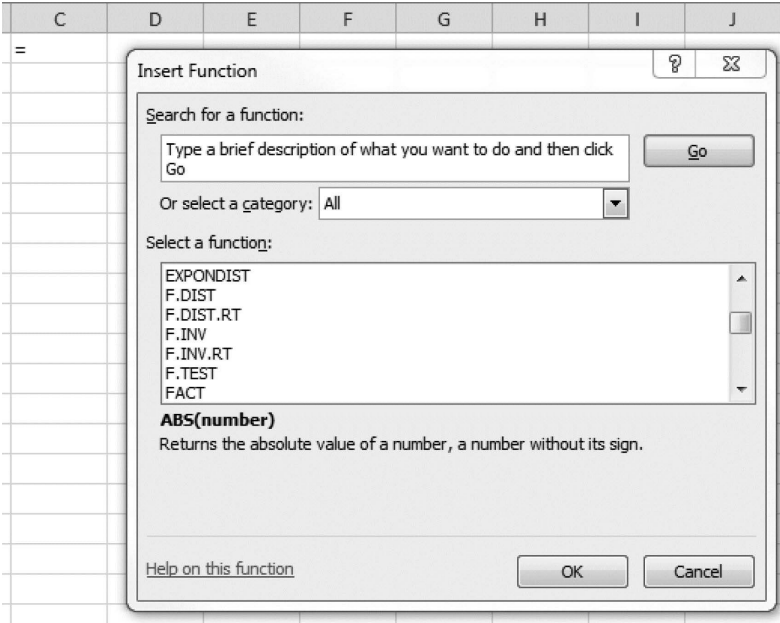 C D E F G H I J
=
Insert Function
Search for a function:
Type a brief description of what you want to do and then click
Go
Go
Or select a category: All
Select a function:
EXPONDIST
F.DIST
F.DIST.RT
F.INV
F.INV.RT
F.TEST
FACT
ABS(number)
Returns the absolute value of a number, a number without its sign.
Help on this function
OK Cancel